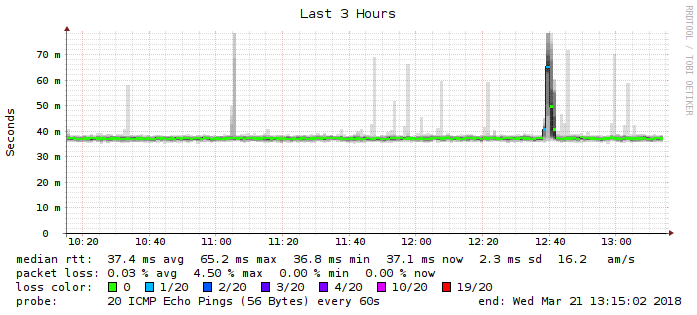 Last 3 Hours
RRDTOOL / TOBI OETIKER
Seconds
70 m
60 m
50 m
40 m
30 m
20 m
10 m
0
10:20 10:40 11:00 11:20 11:40 12:00 12:20 12:40 13:00
median rtt: 37.4 ms avg 65.2 ms max 36.8 ms min 37.1 ms now 2.3 ms sd 16.2 am/s
packet loss: 0.03 % avg 4.50 % max 0.00 % min 0.00 % now
loss color: 0 1/20 2/20 3/20 4/20 10/20 19/20
probe: 20 ICMP Echo Pings (56 Bytes) every 60s end: Wed Mar 21 13:15:02 2018